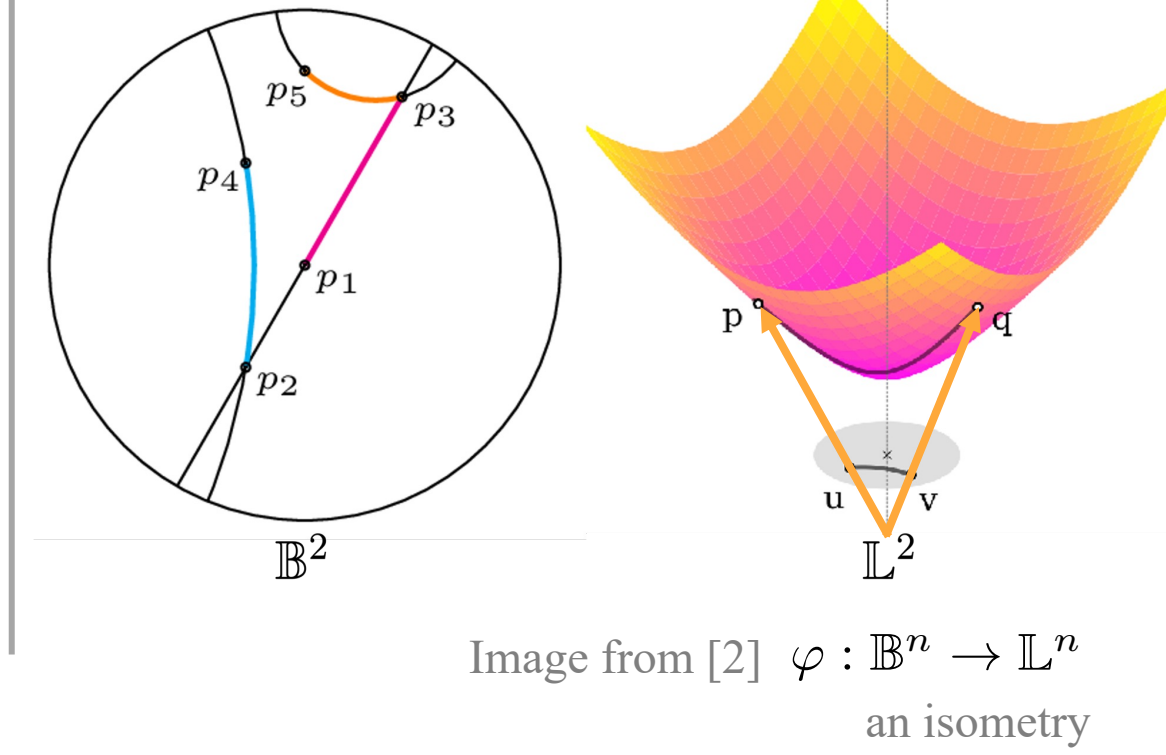 p5
p3
p4
p1
p2
p
q
u
v
𝔹²
𝕃²
Image from [2] φ : 𝔹ⁿ → 𝕃ⁿ
an isometry